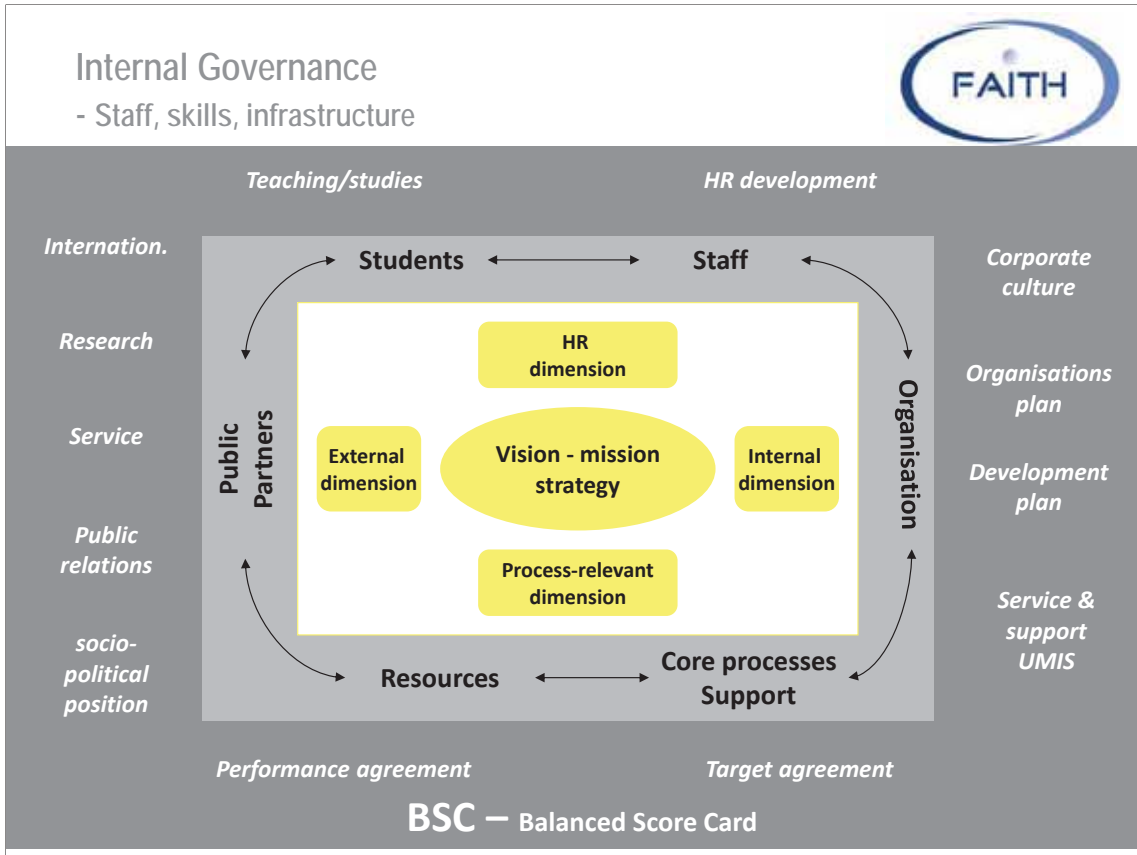 Internal Governance
- Staff, skills, infrastructure
FAITH
Teaching/studies
HR development
Internation.
Research
Service
Public
relations
socio-
political
position
Students
Staff
Public
Partners
HR
dimension
External
dimension
Vision - mission
strategy
Internal
dimension
Process-relevant
dimension
Organisation
Resources
Core processes
Support
Corporate
culture
Organisations
plan
Development
plan
Service &
support
UMIS
Performance agreement
Target agreement
BSC – Balanced Score Card